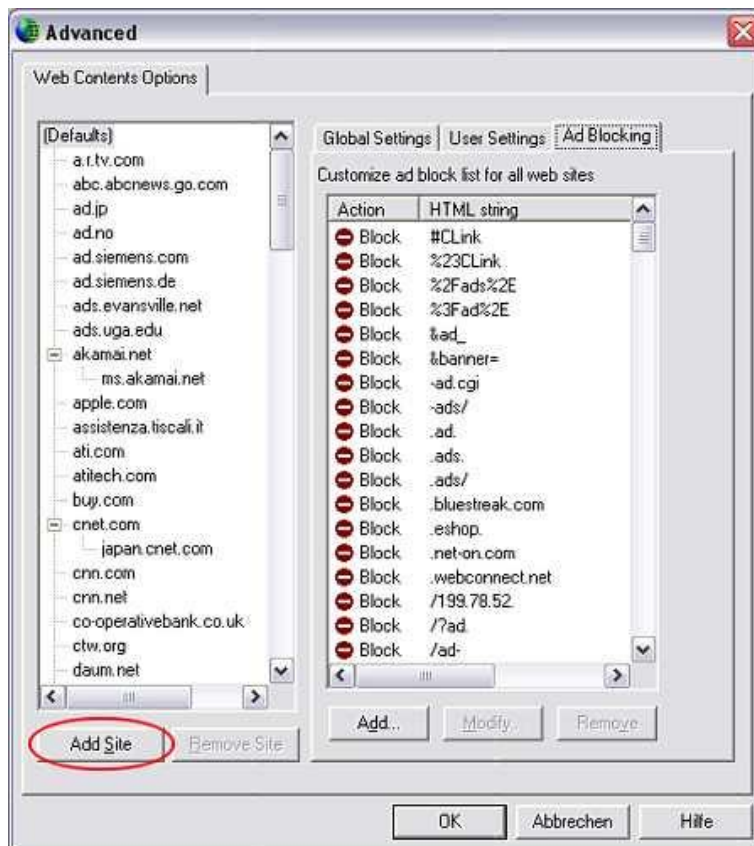 Advanced
Web Contents Options
(Defaults)
a.r.tv.com
abc.abcnews.go.com
ad.jp
ad.no
ad.siemens.com
ad.siemens.de
ads.evansville.net
ads.uga.edu
akamai.net
ms.akamai.net
apple.com
assistenza.tiscali.it
ati.com
atitech.com
buy.com
cnet.com
japan.cnet.com
cnn.com
cnn.net
co-operativebank.co.uk
ctw.org
daum.net
Add Site Remove Site
Global Settings User Settings Ad Blocking
Customize ad block list for all web sites
Action HTML string
Block #CLink
Block %23CLink
Block %2Fads%2E
Block %3Fad%2E
Block &ad_
Block &banner=
Block -ad.cgi
Block -ads/
Block .ad.
Block .ads.
Block .ads/
Block .bluestreak.com
Block .eshop.
Block .net-on.com
Block .webconnect.net
Block /199.78.52.
Block /?ad.
Block /ad-
Add... Modify... Remove
OK Abbrechen Hilfe